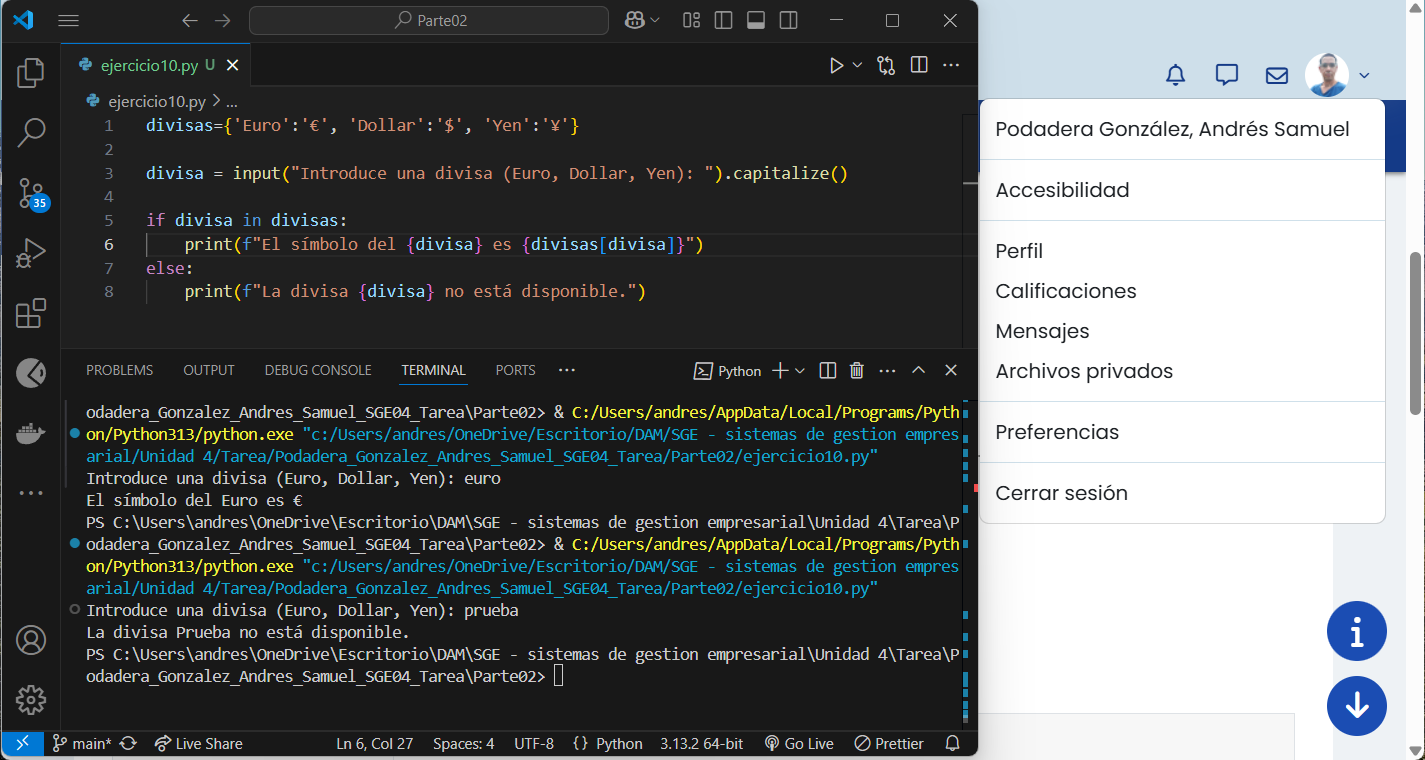 Parte02
ejercicio10.py U
ejercicio10.py > ...
1 divisas={'Euro':'€', 'Dollar':'$', 'Yen':'¥'}
2
3 divisa = input("Introduce una divisa (Euro, Dollar, Yen): ").capitalize()
4
5 if divisa in divisas:
6 print(f"El símbolo del {divisa} es {divisas[divisa]}")
7 else:
8 print(f"La divisa {divisa} no está disponible.")
35
PROBLEMS OUTPUT DEBUG CONSOLE TERMINAL PORTS ...
Python
odadera_Gonzalez_Andres_Samuel_SGE04_Tarea\Parte02> & C:/Users/andres/AppData/Local/Programs/Pyth
on/Python313/python.exe "c:/Users/andres/OneDrive/Escritorio/DAM/SGE - sistemas de gestion empres
arial/Unidad 4/Tarea/Podadera_Gonzalez_Andres_Samuel_SGE04_Tarea/Parte02/ejercicio10.py"
Introduce una divisa (Euro, Dollar, Yen): euro
El símbolo del Euro es €
PS C:\Users\andres\OneDrive\Escritorio\DAM\SGE - sistemas de gestion empresarial\Unidad 4\Tarea\P
odadera_Gonzalez_Andres_Samuel_SGE04_Tarea\Parte02> & C:/Users/andres/AppData/Local/Programs/Pyth
on/Python313/python.exe "c:/Users/andres/OneDrive/Escritorio/DAM/SGE - sistemas de gestion empres
arial/Unidad 4/Tarea/Podadera_Gonzalez_Andres_Samuel_SGE04_Tarea/Parte02/ejercicio10.py"
Introduce una divisa (Euro, Dollar, Yen): prueba
La divisa Prueba no está disponible.
PS C:\Users\andres\OneDrive\Escritorio\DAM\SGE - sistemas de gestion empresarial\Unidad 4\Tarea\P
odadera_Gonzalez_Andres_Samuel_SGE04_Tarea\Parte02>
main* Live Share Ln 6, Col 27 Spaces: 4 UTF-8 {} Python 3.13.2 64-bit Go Live Prettier
Podadera González, Andrés Samuel
Accesibilidad
Perfil
Calificaciones
Mensajes
Archivos privados
Preferencias
Cerrar sesión